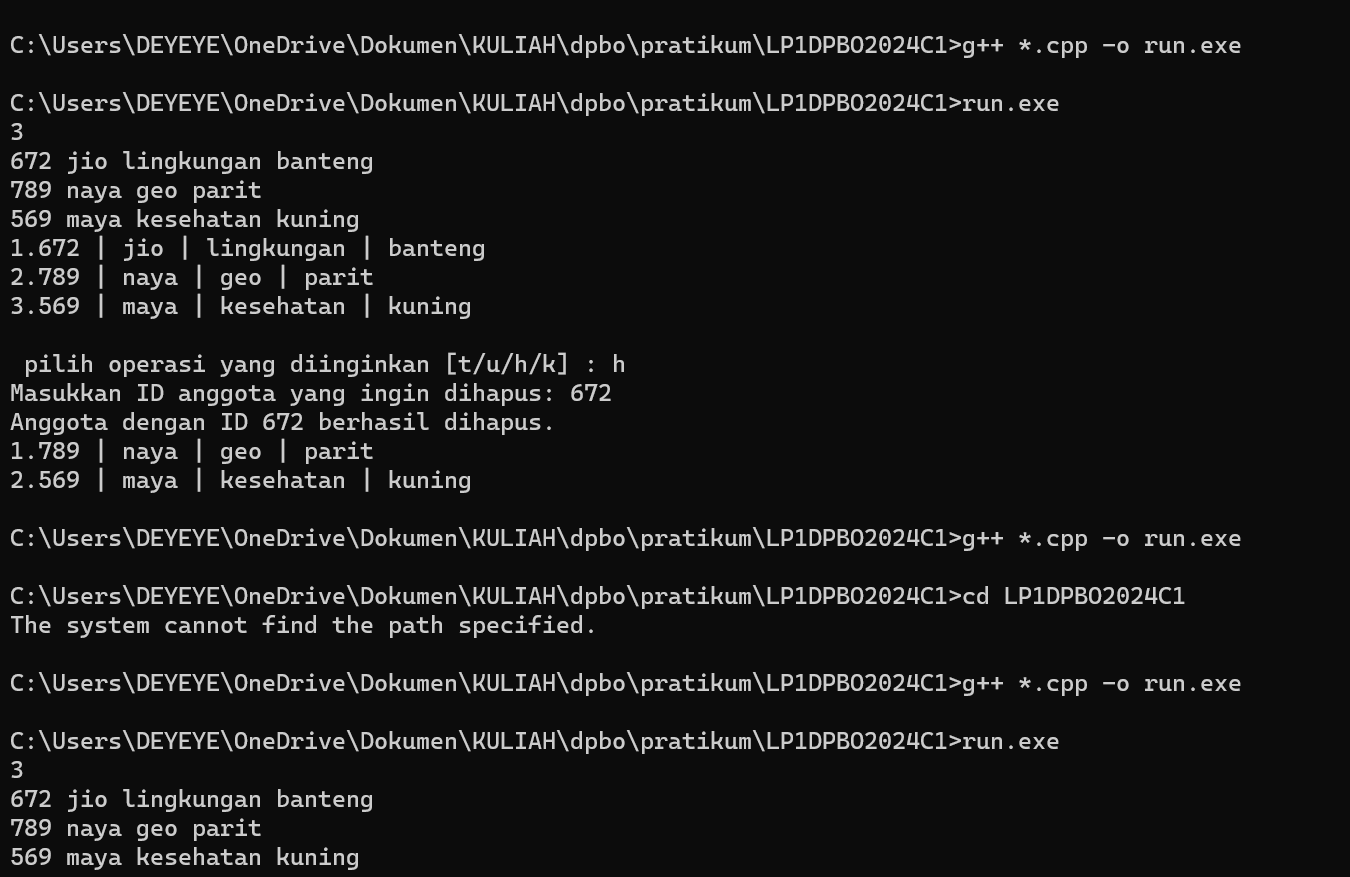 C:\Users\DEYEYE\OneDrive\Dokumen\KULIAH\dpbo\pratikum\LP1DPBO2024C1>g++ *.cpp -o run.exe
C:\Users\DEYEYE\OneDrive\Dokumen\KULIAH\dpbo\pratikum\LP1DPBO2024C1>run.exe
3
672 jio lingkungan banteng
789 naya geo parit
569 maya kesehatan kuning
1.672 | jio | lingkungan | banteng
2.789 | naya | geo | parit
3.569 | maya | kesehatan | kuning
 pilih operasi yang diinginkan [t/u/h/k] : h
Masukkan ID anggota yang ingin dihapus: 672
Anggota dengan ID 672 berhasil dihapus.
1.789 | naya | geo | parit
2.569 | maya | kesehatan | kuning
C:\Users\DEYEYE\OneDrive\Dokumen\KULIAH\dpbo\pratikum\LP1DPBO2024C1>g++ *.cpp -o run.exe
C:\Users\DEYEYE\OneDrive\Dokumen\KULIAH\dpbo\pratikum\LP1DPBO2024C1>cd LP1DPBO2024C1
The system cannot find the path specified.
C:\Users\DEYEYE\OneDrive\Dokumen\KULIAH\dpbo\pratikum\LP1DPBO2024C1>g++ *.cpp -o run.exe
C:\Users\DEYEYE\OneDrive\Dokumen\KULIAH\dpbo\pratikum\LP1DPBO2024C1>run.exe
3
672 jio lingkungan banteng
789 naya geo parit
569 maya kesehatan kuning